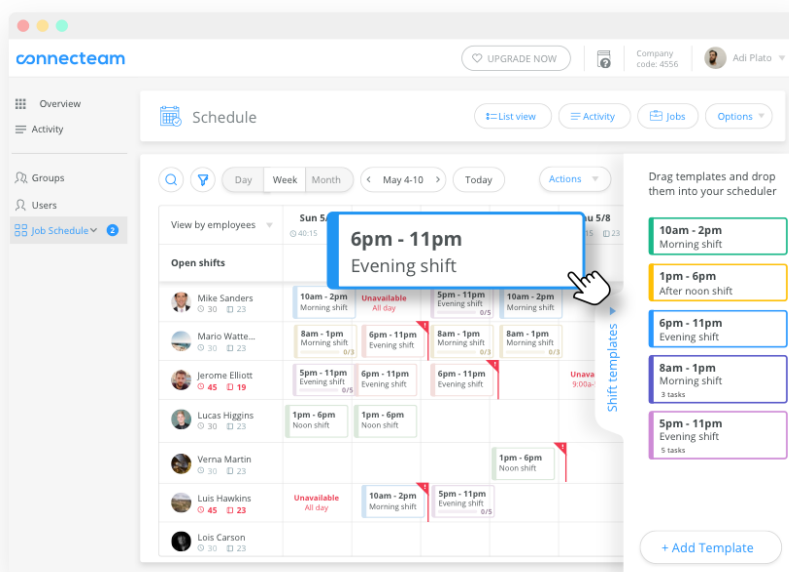 connecteam
UPGRADE NOW
Company
code: 4556
Adi Plato
Overview
Activity
Groups
Users
Job Schedule
2
Schedule
List view
Activity
Jobs
Options
Day
Week
Month
May 4-10
Today
Actions
View by employees
Sun 5
40:15
5/8
15
23
Open shifts
6pm - 11pm
Evening shift
Mike Sanders
30 23
10am - 2pm
Morning shift
Unavailable
All day
5pm - 11pm
Evening shift
0/5
10am - 2pm
Morning shift
Mario Watte...
30 23
8am - 1pm
Morning shift
0/3
6pm - 11pm
Evening shift
8am - 1pm
Morning shift
0/3
8am - 1pm
Morning shift
0/3
Jerome Elliott
45 19
5pm - 11pm
Evening shift
0/5
6pm - 11pm
Evening shift
6pm - 11pm
Evening shift
Unava
9:00a-
Lucas Higgins
30 23
1pm - 6pm
Noon shift
1pm - 6pm
Noon shift
Verna Martin
30 23
1pm - 6pm
Noon shift
Luis Hawkins
45 23
Unavailable
All day
10am - 2pm
Morning shift
5pm - 11pm
Evening shift
0/5
Lois Carson
30 23
Shift templates
Drag templates and drop
them into your scheduler
10am - 2pm
Morning shift
1pm - 6pm
After noon shift
6pm - 11pm
Evening shift
8am - 1pm
Morning shift
3 tasks
5pm - 11pm
Evening shift
5 tasks
+ Add Template